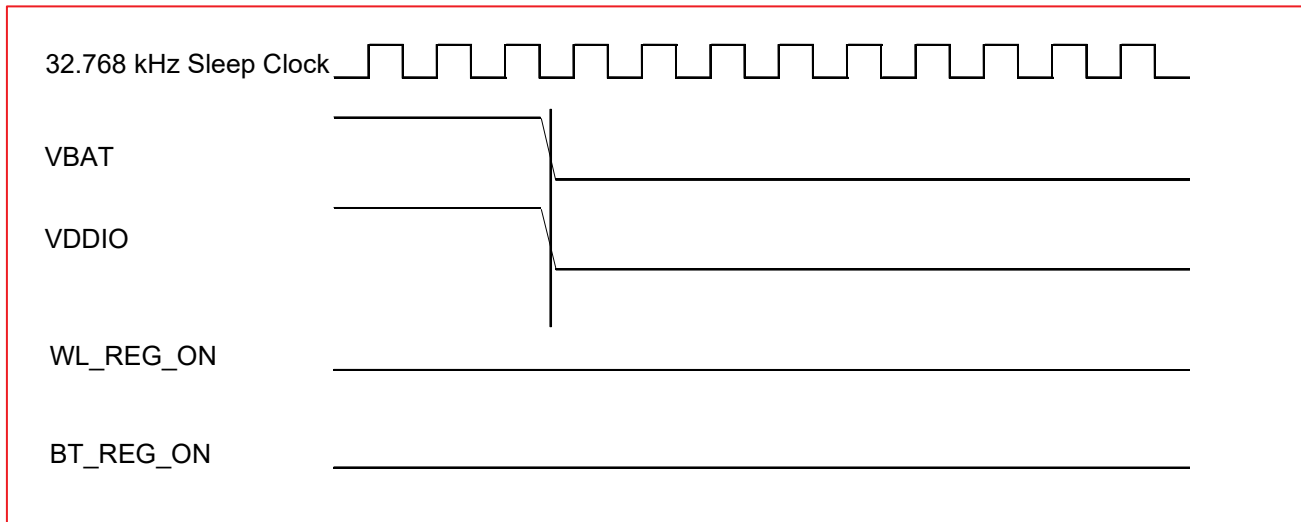 32.768 kHz Sleep Clock
VBAT
VDDIO
WL_REG_ON
BT_REG_ON